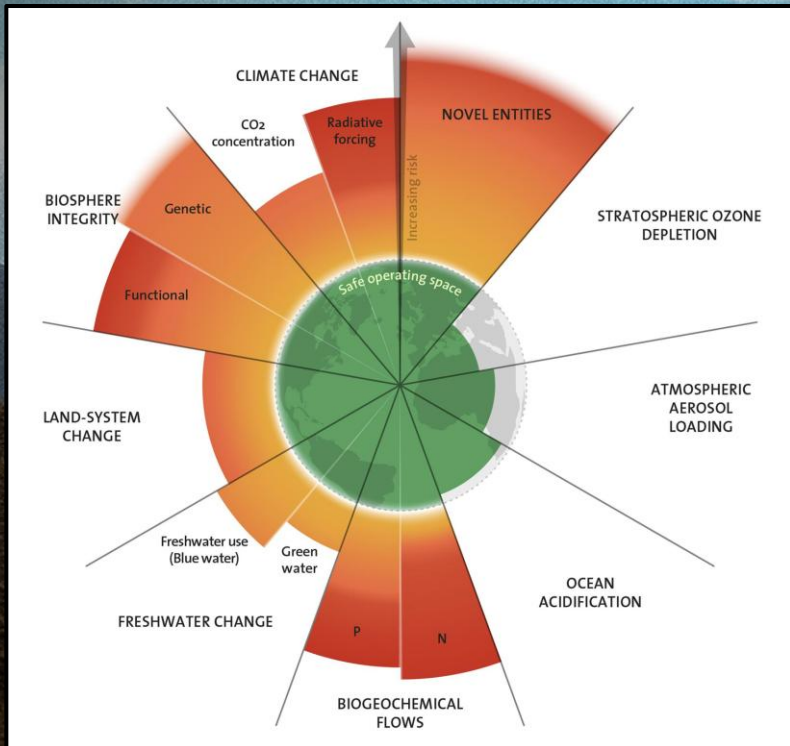 CLIMATE CHANGE
CO2
concentration
Radiative
forcing
NOVEL ENTITIES
Increasing risk
STRATOSPHERIC OZONE
DEPLETION
BIOSPHERE
INTEGRITY
Genetic
Functional
Safe operating space
ATMOSPHERIC
AEROSOL
LOADING
LAND-SYSTEM
CHANGE
Freshwater use
(Blue water)
Green
water
FRESHWATER CHANGE
OCEAN
ACIDIFICATION
P
N
BIOGEOCHEMICAL
FLOWS